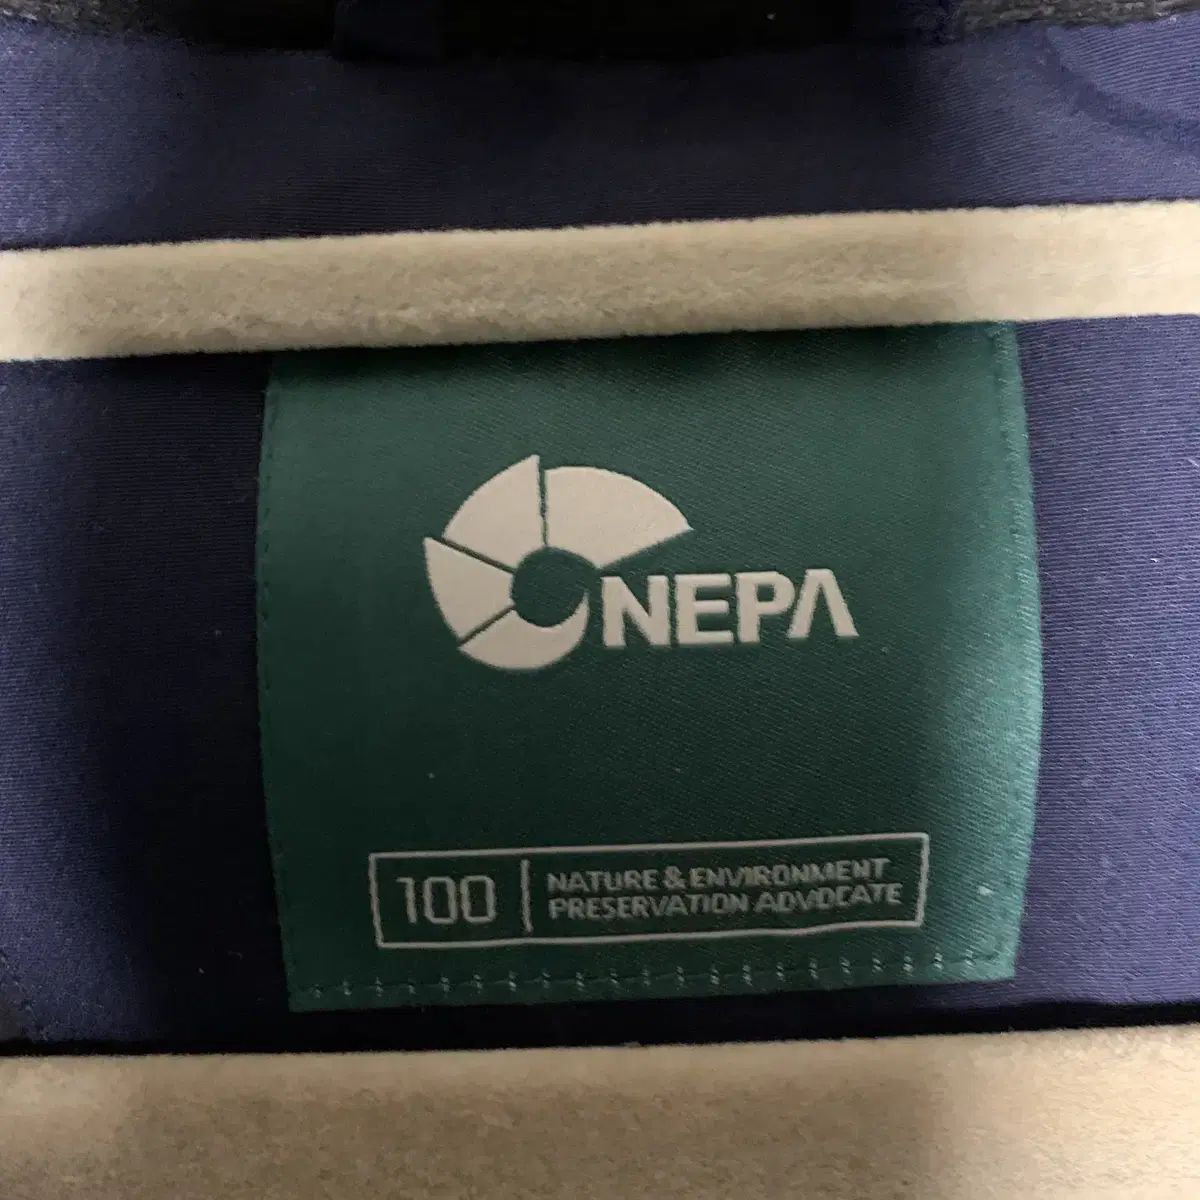 NEPA
100
NATURE & ENVIRONMENT
PRESERVATION ADVOCATE